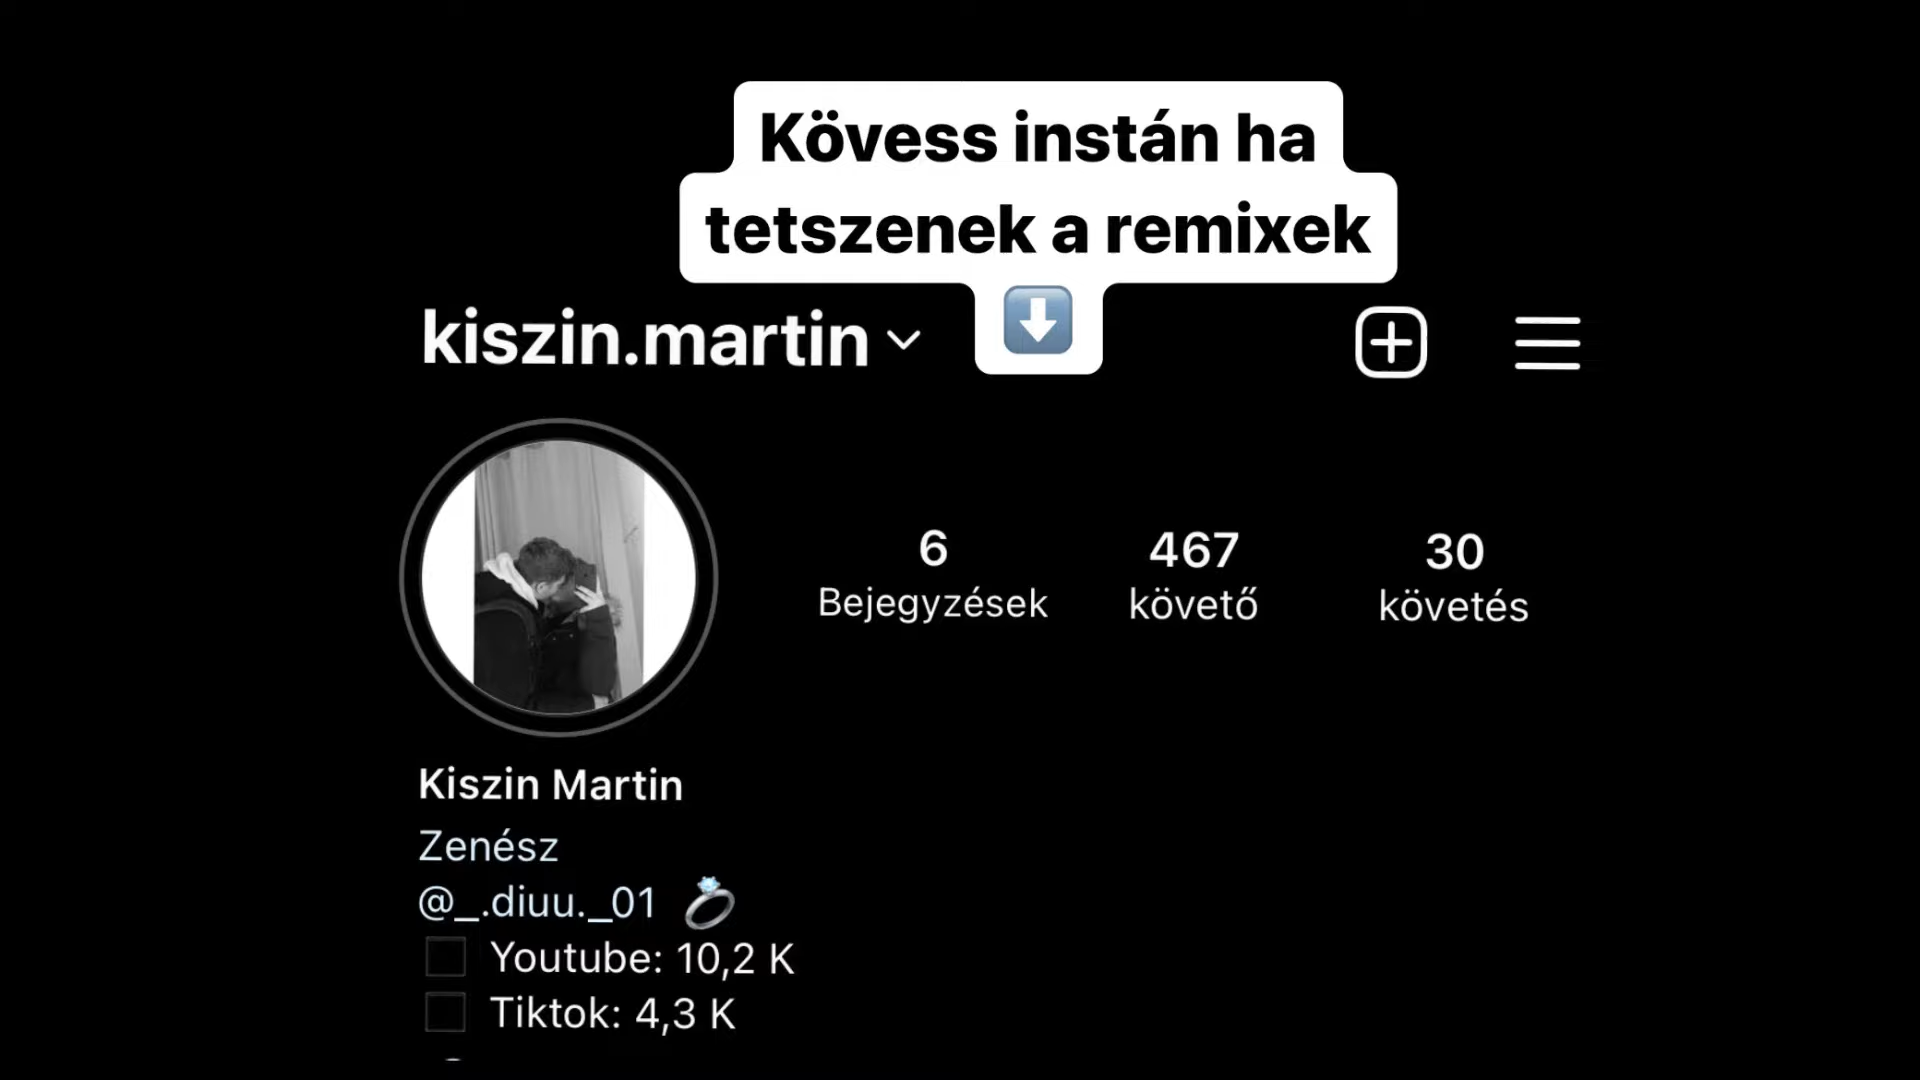 Kövess instán ha
tetszenek a remixek
kiszin.martin
6
Bejegyzések
467
követő
30
követés
Kiszin Martin
Zenész
@_.diuu._01
Youtube: 10,2 K
Tiktok: 4,3 K